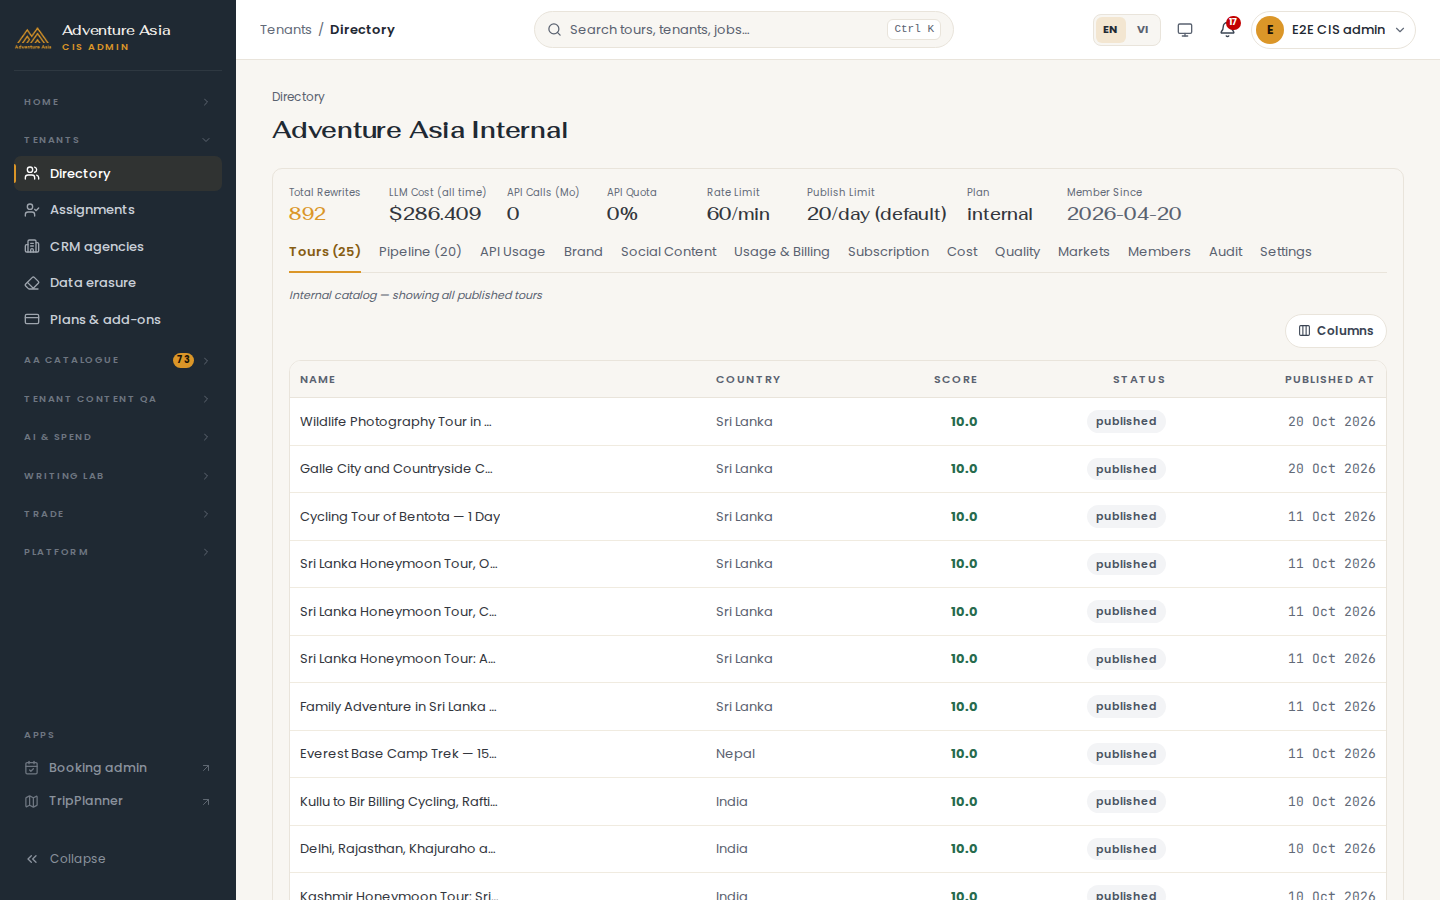 Adventure Asia
CIS ADMIN
Adventure Asia
HOME
TENANTS
Directory
Assignments
CRM agencies
Data erasure
Plans & add-ons
AA CATALOGUE 73
TENANT CONTENT QA
AI & SPEND
WRITING LAB
TRADE
PLATFORM
APPS
Booking admin
TripPlanner
Collapse
Tenants / Directory
Search tours, tenants, jobs... Ctrl K
EN VI
17
E E2E CIS admin
Directory
Adventure Asia Internal
Total Rewrites LLM Cost (all time) API Calls (Mo) API Quota Rate Limit Publish Limit Plan Member Since
892 $286.409 0 0% 60/min 20/day (default) internal 2026-04-20
Tours (25) Pipeline (20) API Usage Brand Social Content Usage & Billing Subscription Cost Quality Markets Members Audit Settings
Internal catalog — showing all published tours
Columns
NAME COUNTRY SCORE STATUS PUBLISHED AT
Wildlife Photography Tour in ... Sri Lanka 10.0 published 20 Oct 2026
Galle City and Countryside C... Sri Lanka 10.0 published 20 Oct 2026
Cycling Tour of Bentota — 1 Day Sri Lanka 10.0 published 11 Oct 2026
Sri Lanka Honeymoon Tour, O... Sri Lanka 10.0 published 11 Oct 2026
Sri Lanka Honeymoon Tour, C... Sri Lanka 10.0 published 11 Oct 2026
Sri Lanka Honeymoon Tour: A... Sri Lanka 10.0 published 11 Oct 2026
Family Adventure in Sri Lanka ... Sri Lanka 10.0 published 11 Oct 2026
Everest Base Camp Trek — 15... Nepal 10.0 published 11 Oct 2026
Kullu to Bir Billing Cycling, Rafti... India 10.0 published 10 Oct 2026
Delhi, Rajasthan, Khajuraho a... India 10.0 published 10 Oct 2026
Kashmir Honeymoon Tour: Sri... India 10.0 published 10 Oct 2026